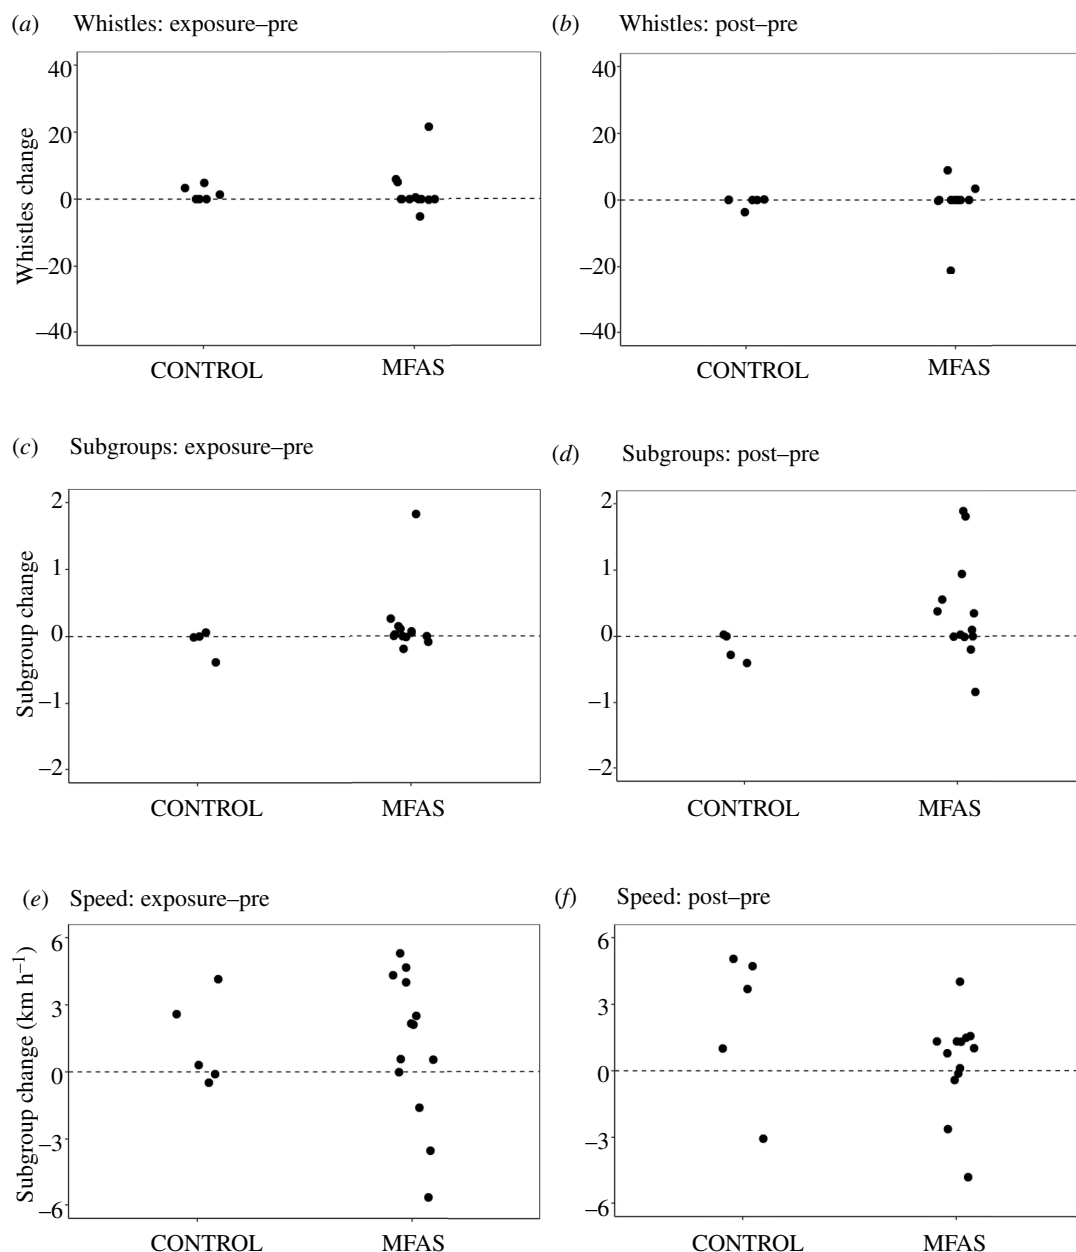 (a) Whistles: exposure–pre
(b) Whistles: post–pre
Whistles change
40
20
0
–20
–40
CONTROL
MFAS
40
20
0
–20
–40
CONTROL
MFAS
(c) Subgroups: exposure–pre
(d) Subgroups: post–pre
Subgroup change
2
1
0
–1
–2
CONTROL
MFAS
2
1
0
–1
–2
CONTROL
MFAS
(e) Speed: exposure–pre
(f) Speed: post–pre
Subgroup change (km h⁻¹)
6
3
0
–3
–6
CONTROL
MFAS
6
3
0
–3
–6
CONTROL
MFAS